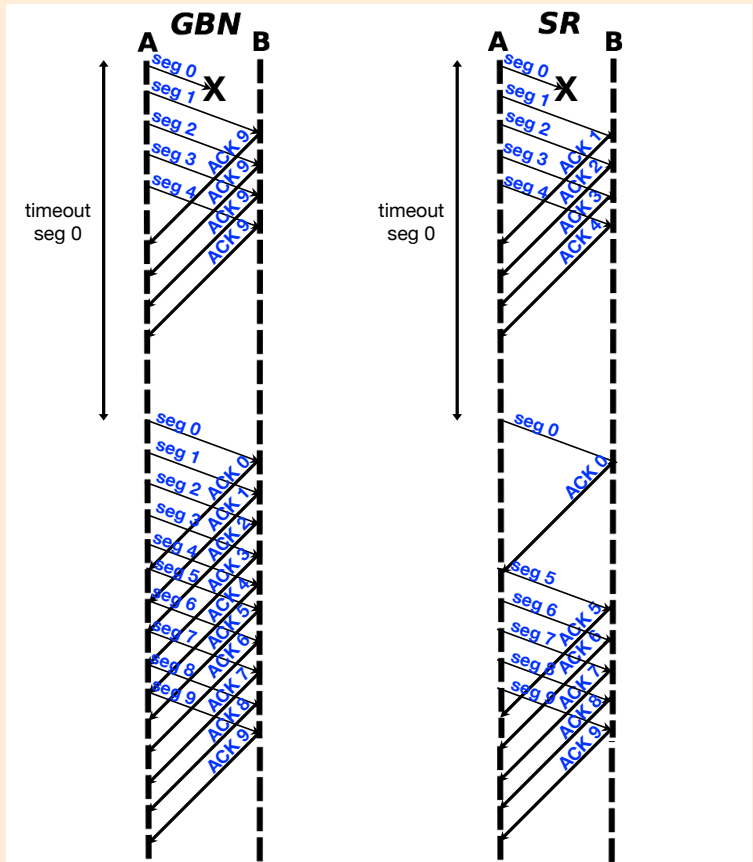 GBN
A
B
seg 0
X
seg 1
seg 2
seg 3
seg 4
ACK 9
ACK 9
ACK 9
ACK 9
timeout
seg 0
seg 0
seg 1
seg 2
seg 3
seg 4
seg 5
seg 6
seg 7
seg 8
seg 9
ACK 0
ACK 1
ACK 2
ACK 3
ACK 4
ACK 5
ACK 6
ACK 7
ACK 8
ACK 9
SR
A
B
seg 0
X
seg 1
seg 2
seg 3
seg 4
ACK 1
ACK 2
ACK 3
ACK 4
timeout
seg 0
seg 0
ACK 0
seg 5
seg 6
seg 7
seg 8
seg 9
ACK 5
ACK 6
ACK 7
ACK 8
ACK 9